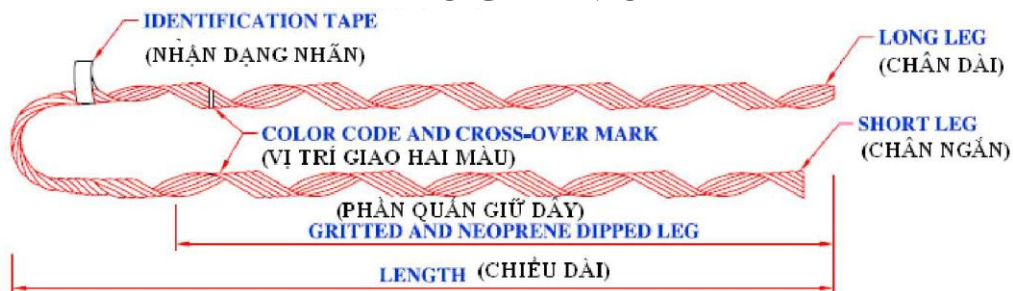 IDENTIFICATION TAPE
(NHẬN DẠNG NHÃN)
LONG LEG
(CHÂN DÀI)
COLOR CODE AND CROSS-OVER MARK
(VỊ TRÍ GIAO HAI MÀU)
SHORT LEG
(CHÂN NGẮN)
(PHẦN QUẤN GIỮ DÂY)
GRITTED AND NEOPRENE DIPPED LEG
LENGTH (CHIỀU DÀI)